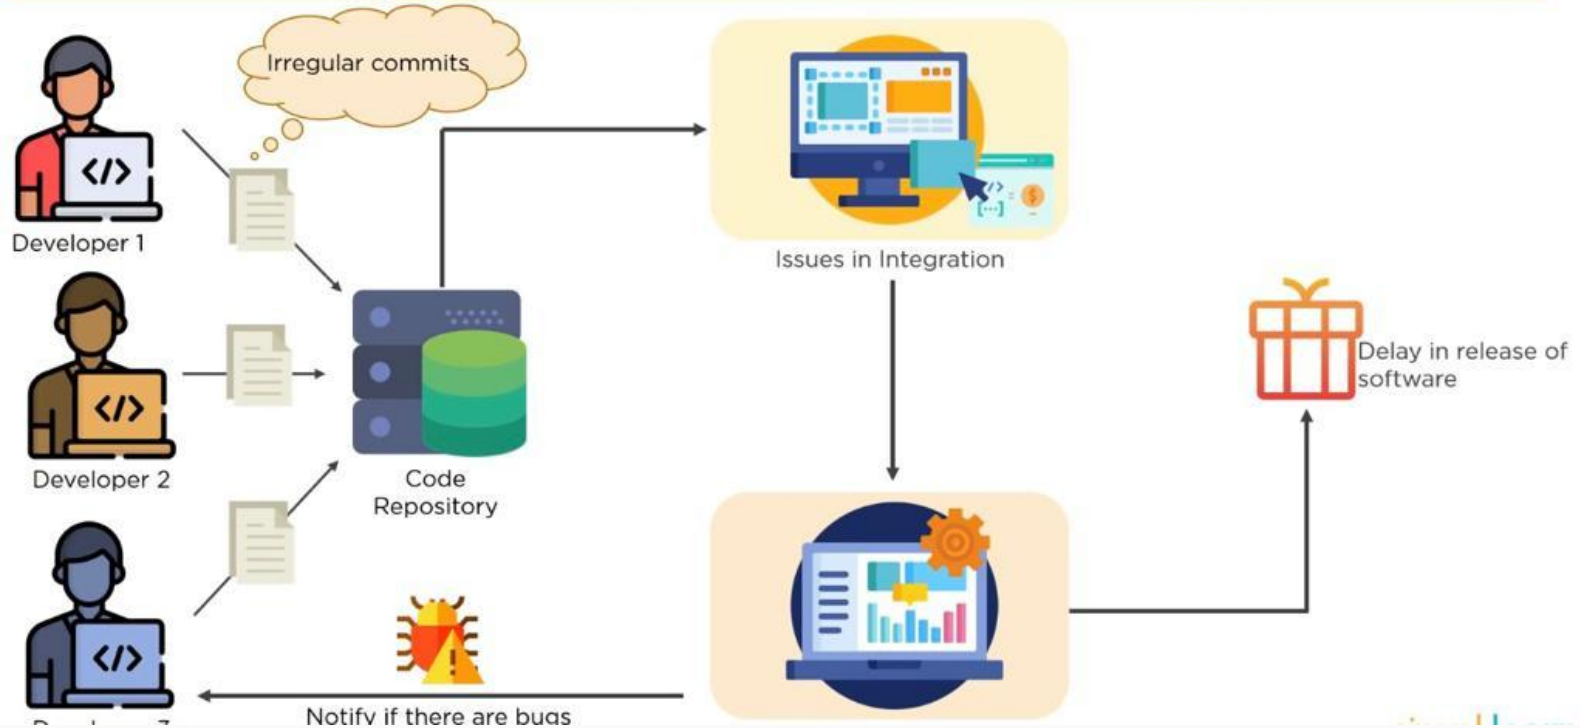 Irregular commits
Developer 1
Issues in Integration
Delay in release of
software
Developer 2
Code
Repository
Notify if there are bugs